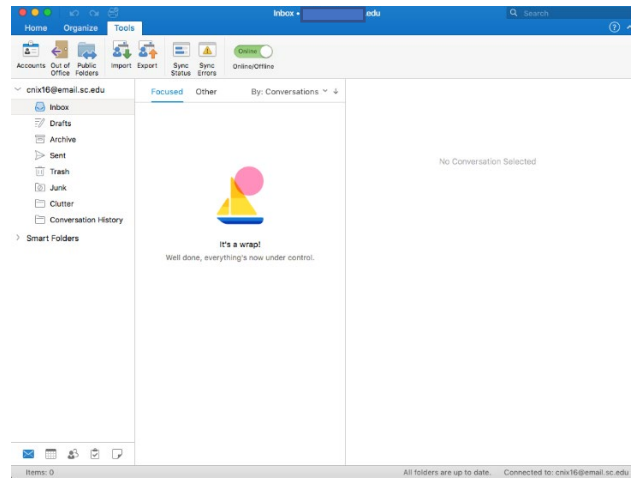 Inbox • edu
Search
Home Organize Tools
Accounts Out of Office Public Folders Import Export Sync Status Sync Errors Online Online/Offline
cnix16@email.sc.edu
Focused Other By: Conversations
Inbox
Drafts
Archive
Sent
Trash
Junk
Clutter
Conversation History
Smart Folders
No Conversation Selected
It's a wrap!
Well done, everything's now under control.
Items: 0
All folders are up to date. Connected to: cnix16@email.sc.edu